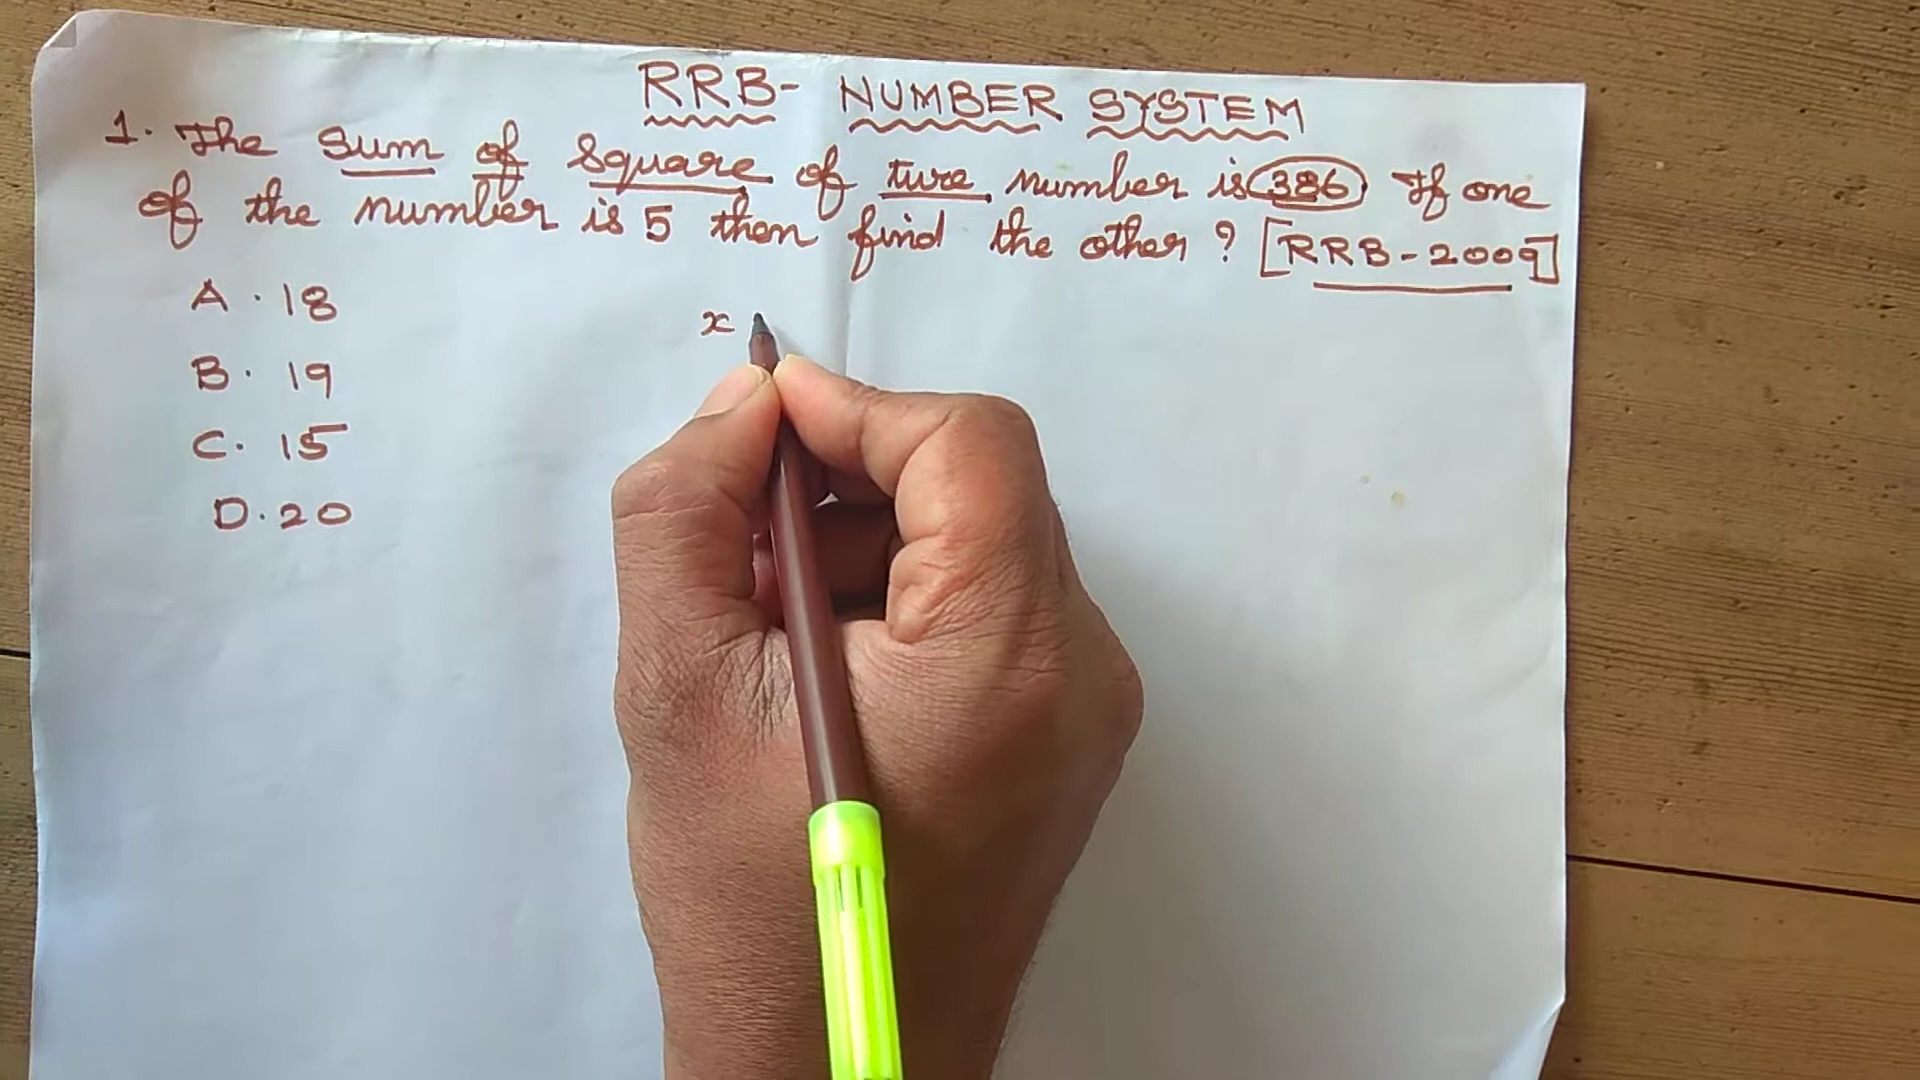 RRB- NUMBER SYSTEM
1. The sum of square of two number is 386 If one
of the number is 5 then find the other ? [RRB-2009]
A. 18
B. 19
C. 15
D. 20
x